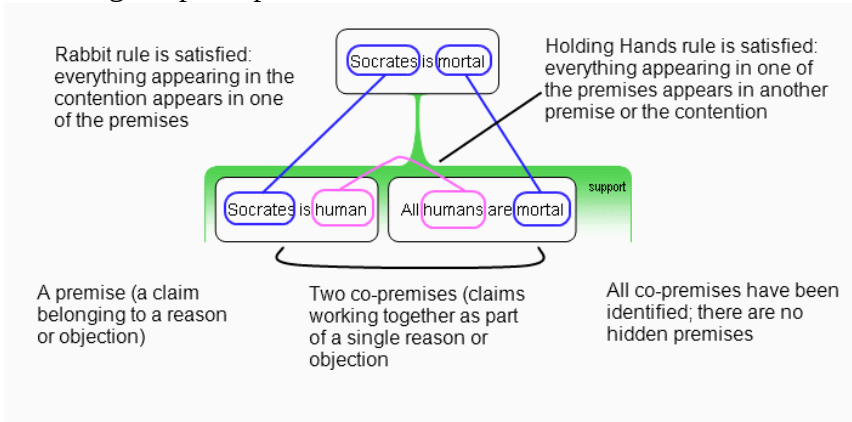 Rabbit rule is satisfied:
everything appearing in the
contention appears in one
of the premises
Socrates is mortal
Holding Hands rule is satisfied:
everything appearing in one of
the premises appears in another
premise or the contention
support
Socrates is human
All humans are mortal
A premise (a claim
belonging to a reason
or objection)
Two co-premises (claims
working together as part
of a single reason or
objection
All co-premises have been
identified; there are no
hidden premises